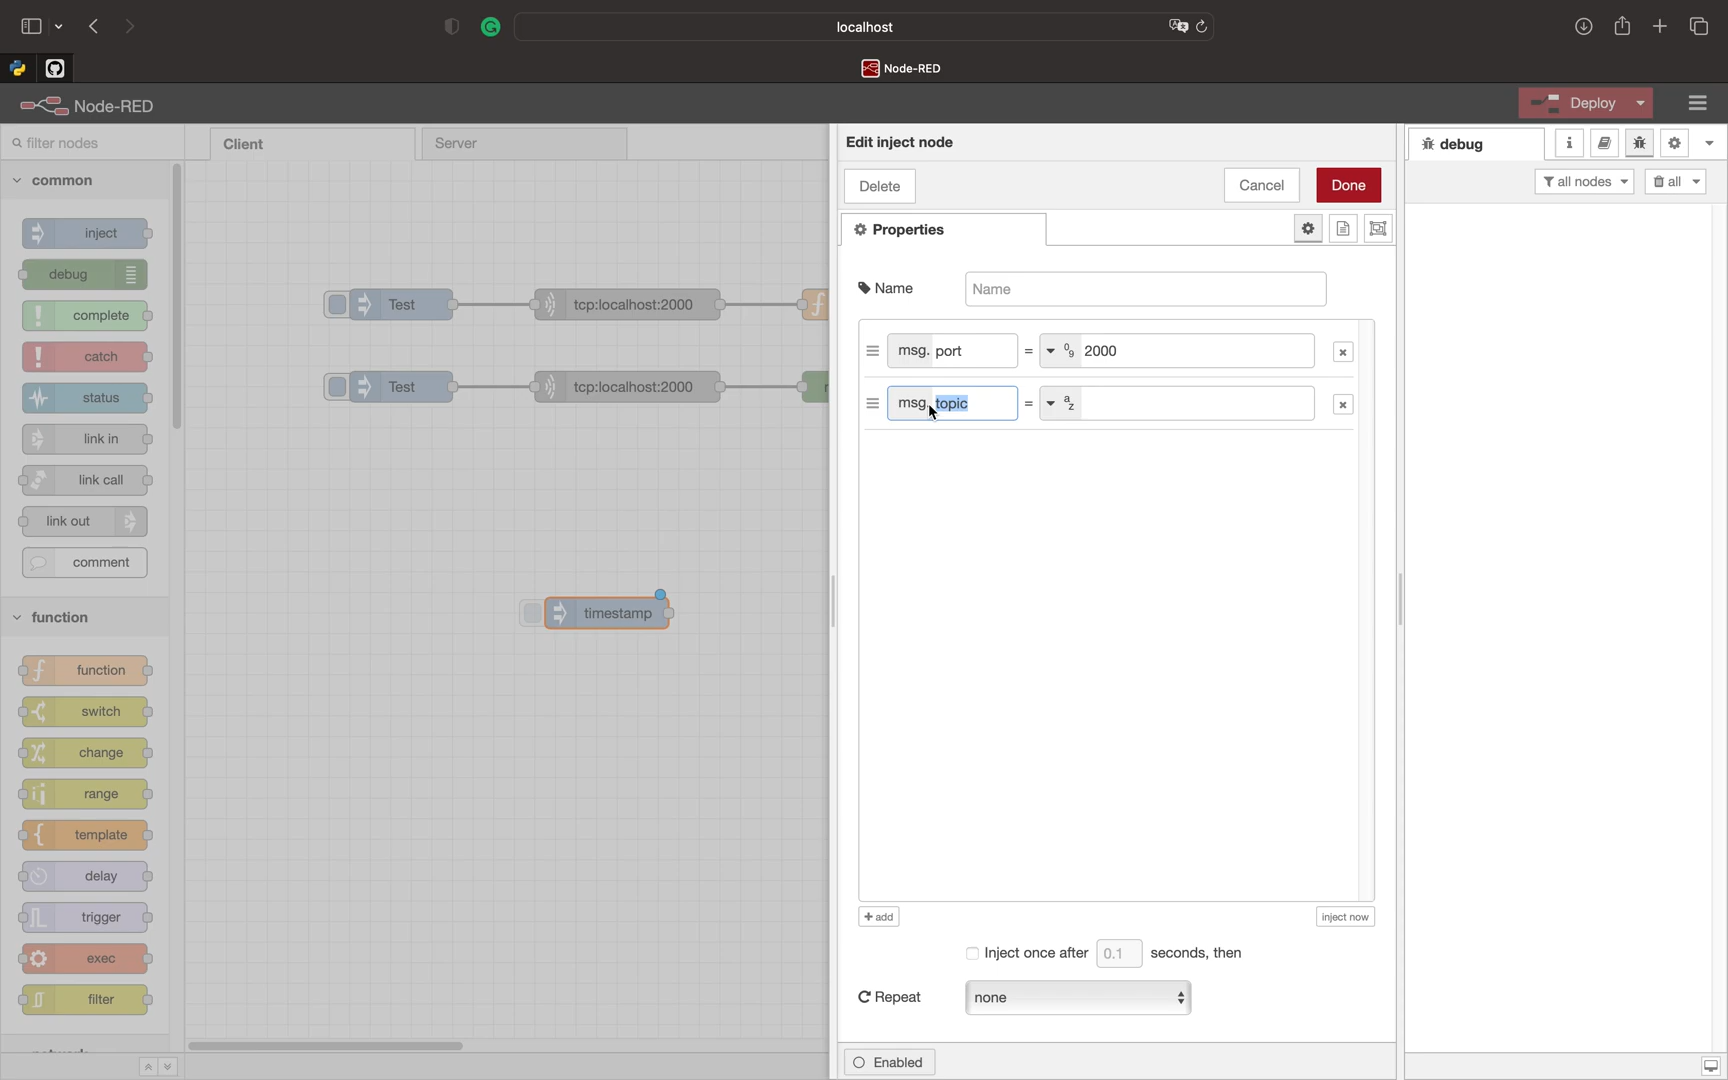 localhost
Node-RED
Node-RED
Deploy
filter nodes
Client
Server
Edit inject node
debug
Delete
Cancel
Done
all nodes
all
common
Properties
inject
debug
complete
catch
status
link in
link call
link out
comment
Name
Name
Test
tcp:localhost:2000
Test
tcp:localhost:2000
msg. port = 2000
msg. topic =
timestamp
function
function
switch
change
range
template
delay
trigger
exec
filter
+ add
inject now
Inject once after 0.1 seconds, then
Repeat
none
Enabled